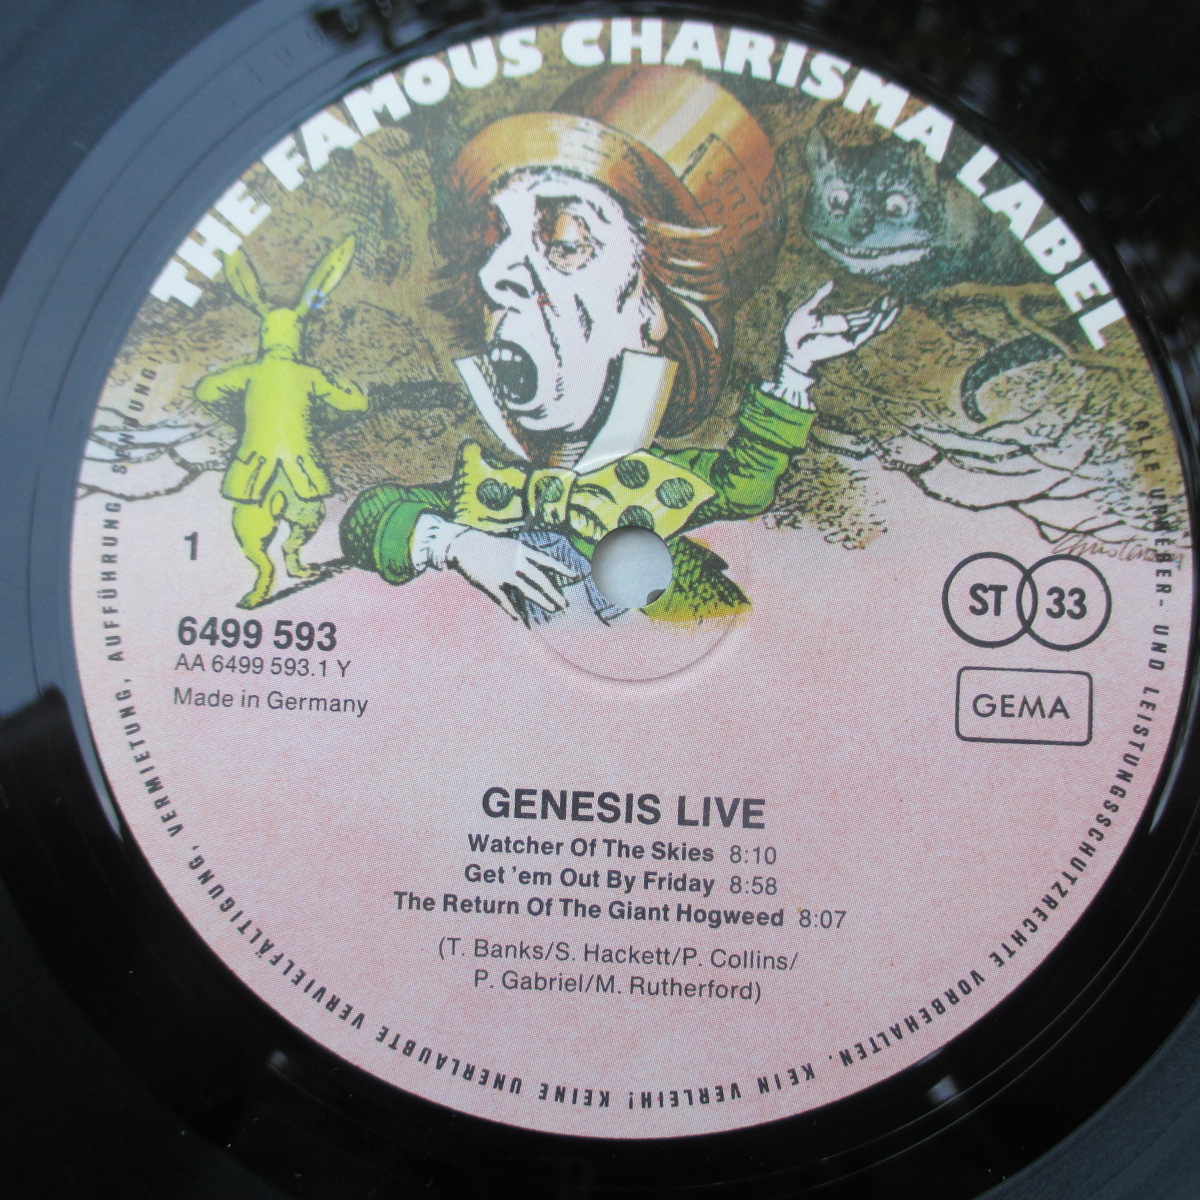 THE FAMOUS CHARISMA LABEL
1
6499 593
AA 6499 593.1 Y
Made in Germany
ST 33
GEMA
GENESIS LIVE
Watcher Of The Skies 8:10
Get 'em Out By Friday 8:58
The Return Of The Giant Hogweed 8:07
(T. Banks/S. Hackett/P. Collins/
P. Gabriel/M. Rutherford)
ALLE URHEBER- UND LEISTUNGSSCHUTZRECHTE VORBEHALTEN. KEIN VERLEIH! KEINE UNERLAUBTE VERVIELFÄLTIGUNG, VERMIETUNG, AUFFÜHRUNG, SENDUNG!